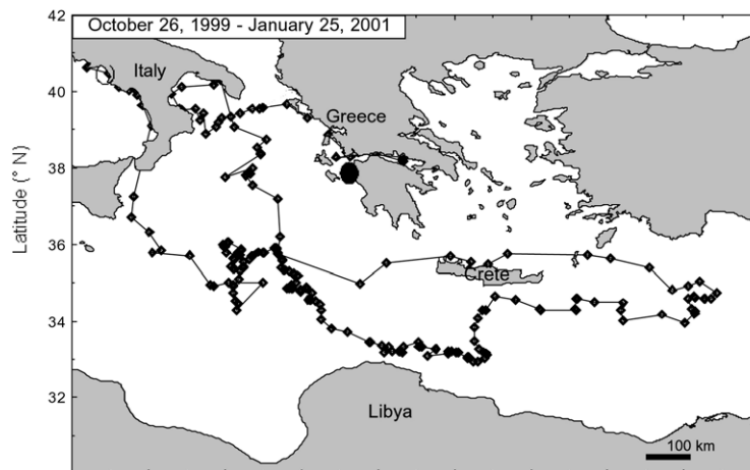 42
October 26, 1999 - January 25, 2001
Italy
40
Greece
38
Latitude (° N)
36
Crete
34
32
Libya
100 km